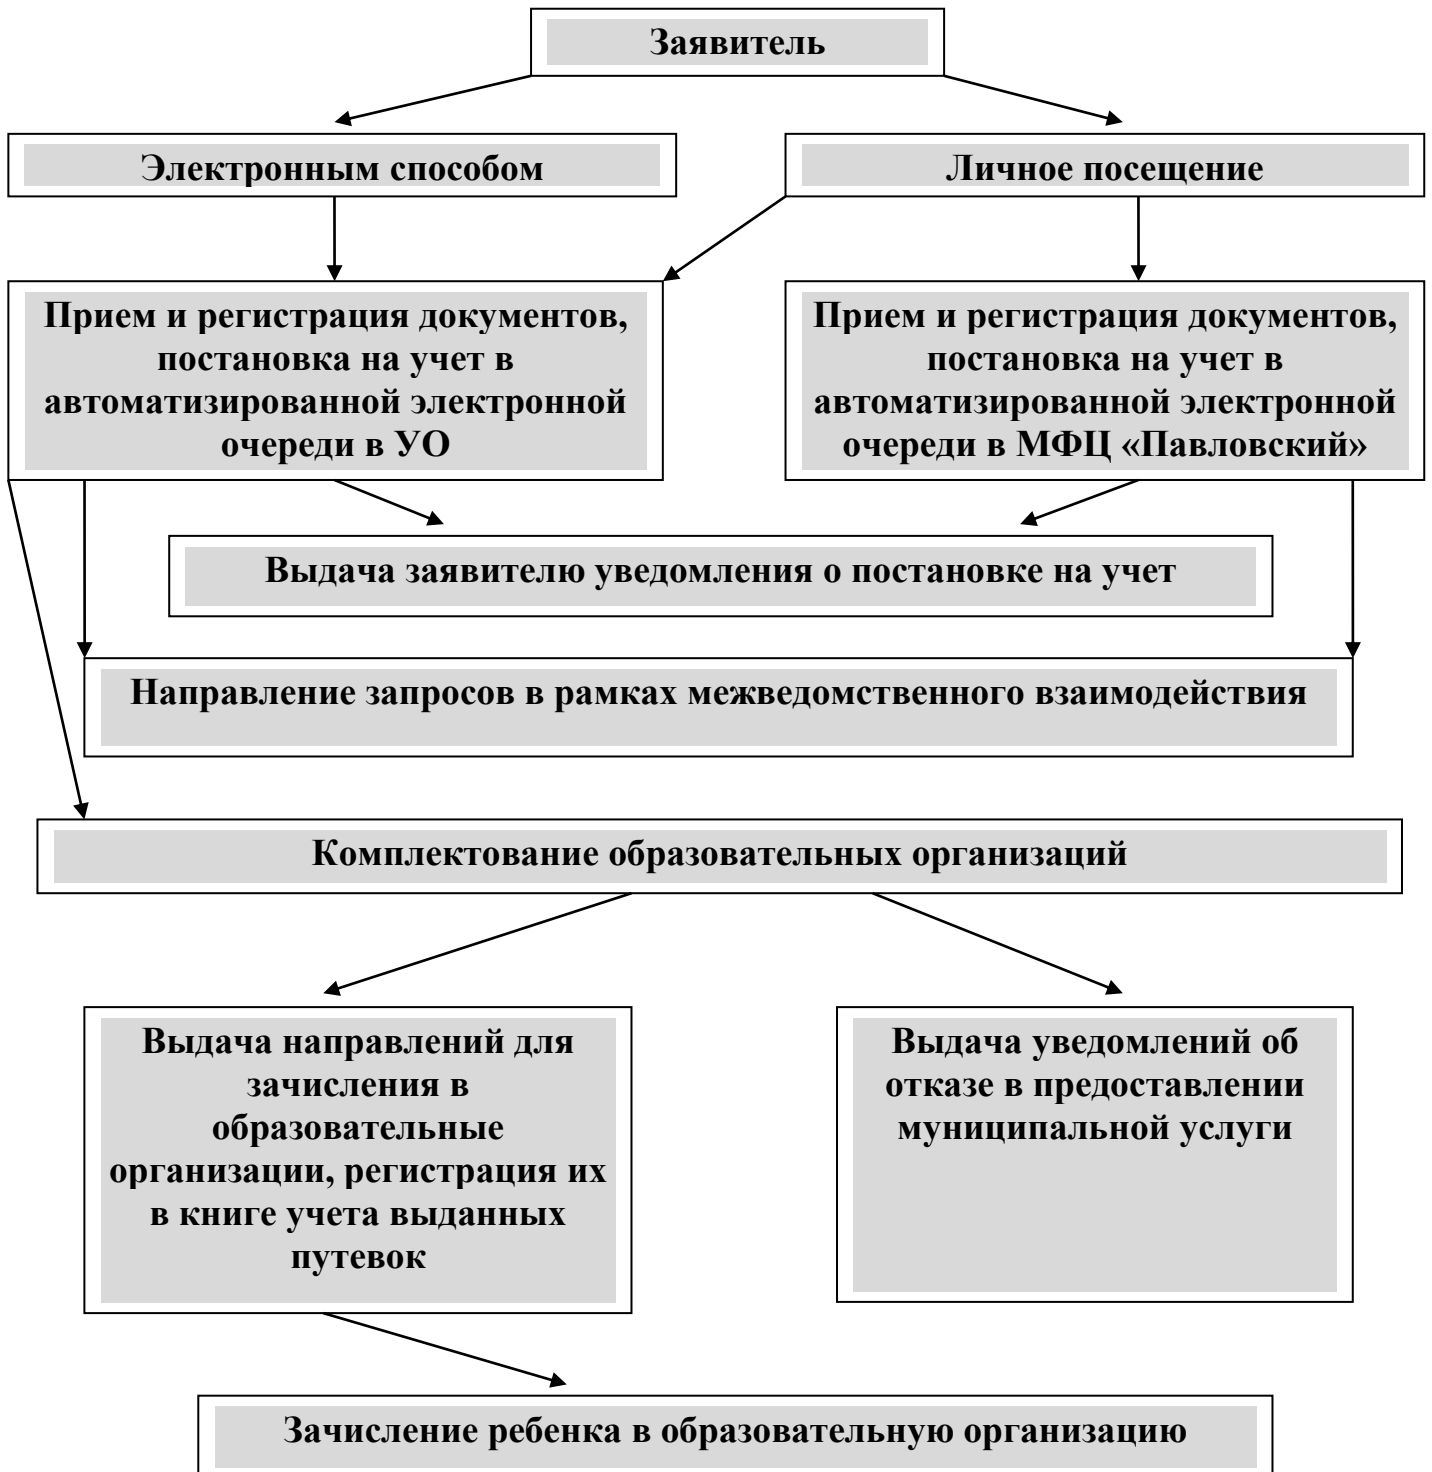 Заявитель
Электронным способом
Личное посещение
Прием и регистрация документов,
постановка на учет в
автоматизированной электронной
очереди в УО
Прием и регистрация документов,
постановка на учет в
автоматизированной электронной
очереди в МФЦ «Павловский»
Выдача заявителю уведомления о постановке на учет
Направление запросов в рамках межведомственного взаимодействия
Комплектование образовательных организаций
Выдача направлений для
зачисления в
образовательные
организации, регистрация их
в книге учета выданных
путевок
Выдача уведомлений об
отказе в предоставлении
муниципальной услуги
Зачисление ребенка в образовательную организацию